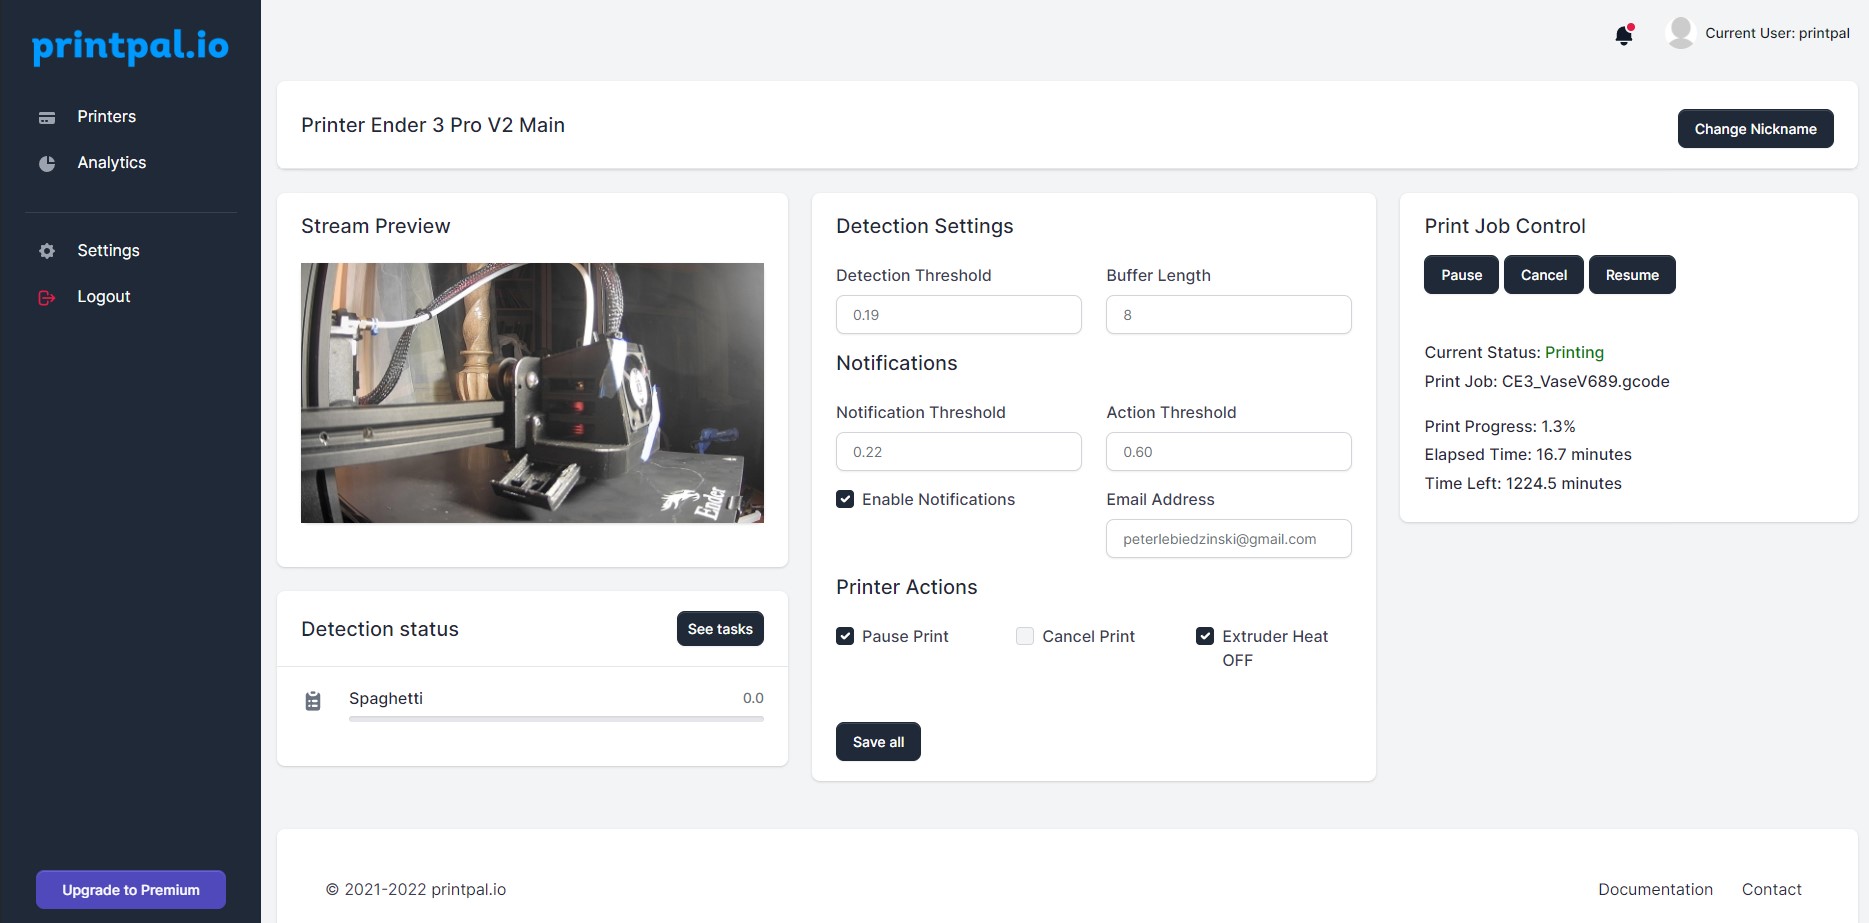 printpal.io
Printers
Analytics
Settings
Logout
Upgrade to Premium
Current User: printpal
Printer Ender 3 Pro V2 Main
Change Nickname
Stream Preview
Ender
Detection status
See tasks
Spaghetti
0.0
Detection Settings
Detection Threshold
Buffer Length
0.19
8
Notifications
Notification Threshold
Action Threshold
0.22
0.60
Enable Notifications
Email Address
peterlebiedzinski@gmail.com
Printer Actions
Pause Print
Cancel Print
Extruder Heat
OFF
Save all
Print Job Control
Pause
Cancel
Resume
Current Status: Printing
Print Job: CE3_VaseV689.gcode
Print Progress: 1.3%
Elapsed Time: 16.7 minutes
Time Left: 1224.5 minutes
© 2021-2022 printpal.io
Documentation
Contact